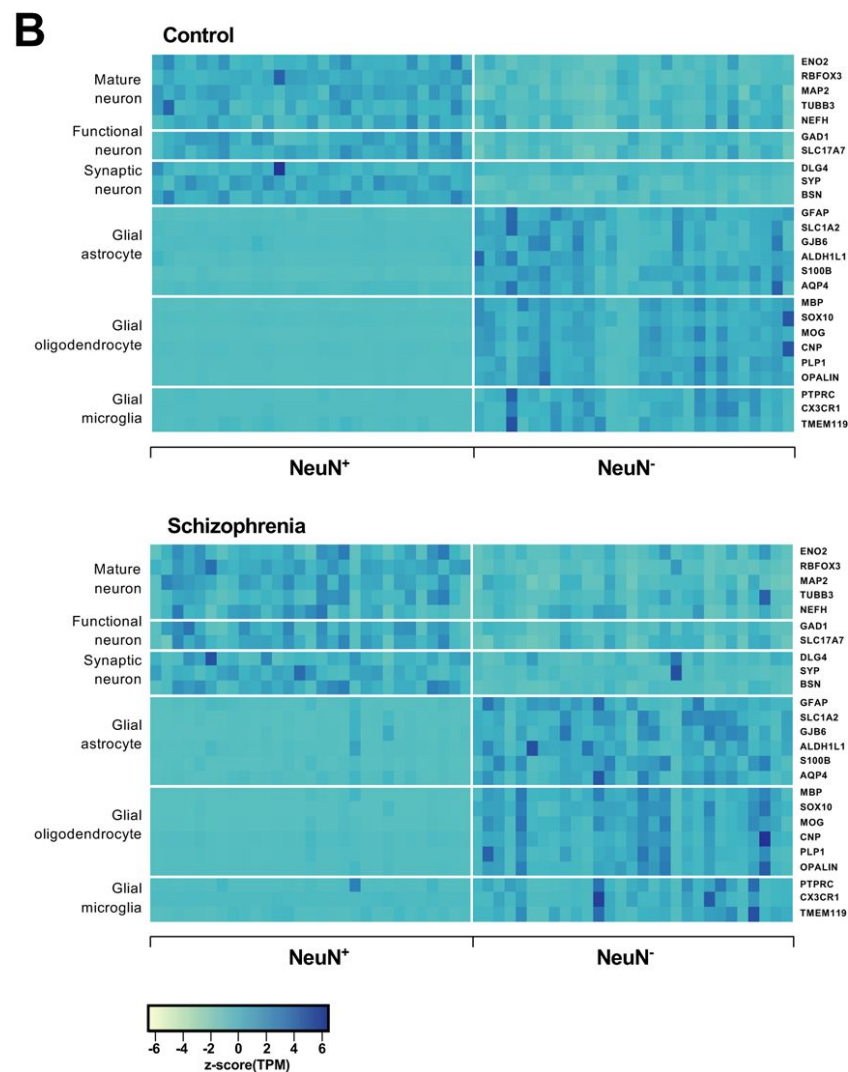 B
Control
Mature
neuron
Functional
neuron
Synaptic
neuron
Glial
astrocyte
Glial
oligodendrocyte
Glial
microglia
ENO2
RBFOX3
MAP2
TUBB3
NEFH
GAD1
SLC17A7
DLG4
SYP
BSN
GFAP
SLC1A2
GJB6
ALDH1L1
S100B
AQP4
MBP
SOX10
MOG
CNP
PLP1
OPALIN
PTPRC
CX3CR1
TMEM119
NeuN⁺ NeuN⁻
Schizophrenia
Mature
neuron
Functional
neuron
Synaptic
neuron
Glial
astrocyte
Glial
oligodendrocyte
Glial
microglia
ENO2
RBFOX3
MAP2
TUBB3
NEFH
GAD1
SLC17A7
DLG4
SYP
BSN
GFAP
SLC1A2
GJB6
ALDH1L1
S100B
AQP4
MBP
SOX10
MOG
CNP
PLP1
OPALIN
PTPRC
CX3CR1
TMEM119
NeuN⁺ NeuN⁻
-6 -4 -2 0 2 4 6
z-score(TPM)